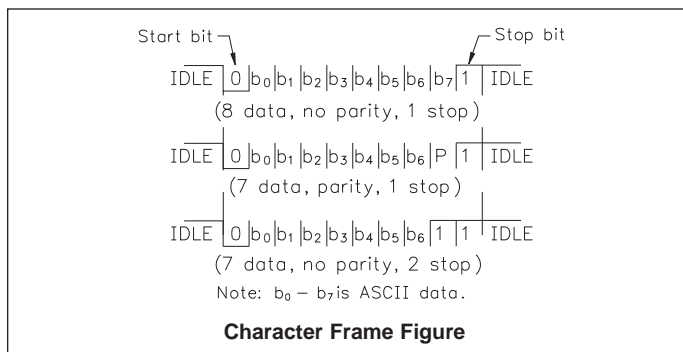 Start bit Stop bit
IDLE 0 b₀ b₁ b₂ b₃ b₄ b₅ b₆ b₇ 1 IDLE
(8 data, no parity, 1 stop)
IDLE 0 b₀ b₁ b₂ b₃ b₄ b₅ b₆ P 1 IDLE
(7 data, parity, 1 stop)
IDLE 0 b₀ b₁ b₂ b₃ b₄ b₅ b₆ 1 1 IDLE
(7 data, no parity, 2 stop)
Note: b₀ – b₇ is ASCII data.
Character Frame Figure